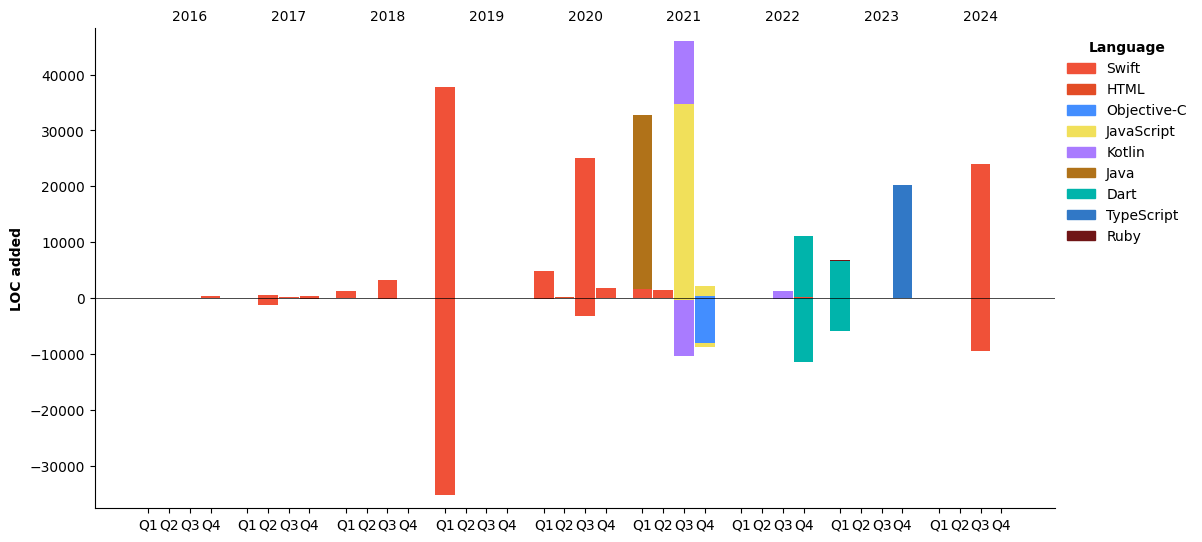 2016 2017 2018 2019 2020 2021 2022 2023 2024
LOC added
40000
30000
20000
10000
0
−10000
−20000
−30000
Q1 Q2 Q3 Q4 Q1 Q2 Q3 Q4 Q1 Q2 Q3 Q4 Q1 Q2 Q3 Q4 Q1 Q2 Q3 Q4 Q1 Q2 Q3 Q4 Q1 Q2 Q3 Q4 Q1 Q2 Q3 Q4 Q1 Q2 Q3 Q4
Language
Swift
HTML
Objective-C
JavaScript
Kotlin
Java
Dart
TypeScript
Ruby